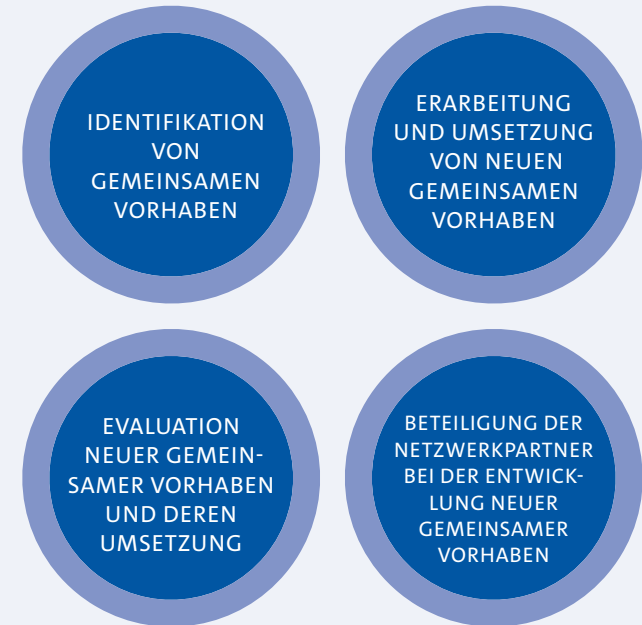 IDENTIFIKATION
VON
GEMEINSAMEN
VORHABEN
ERARBEITUNG
UND UMSETZUNG
VON NEUEN
GEMEINSAMEN
VORHABEN
EVALUATION
NEUER GEMEIN-
SAMER VORHABEN
UND DEREN
UMSETZUNG
BETEILIGUNG DER
NETZWERKPARTNER
BEI DER ENTWICK-
LUNG NEUER
GEMEINSAMER
VORHABEN